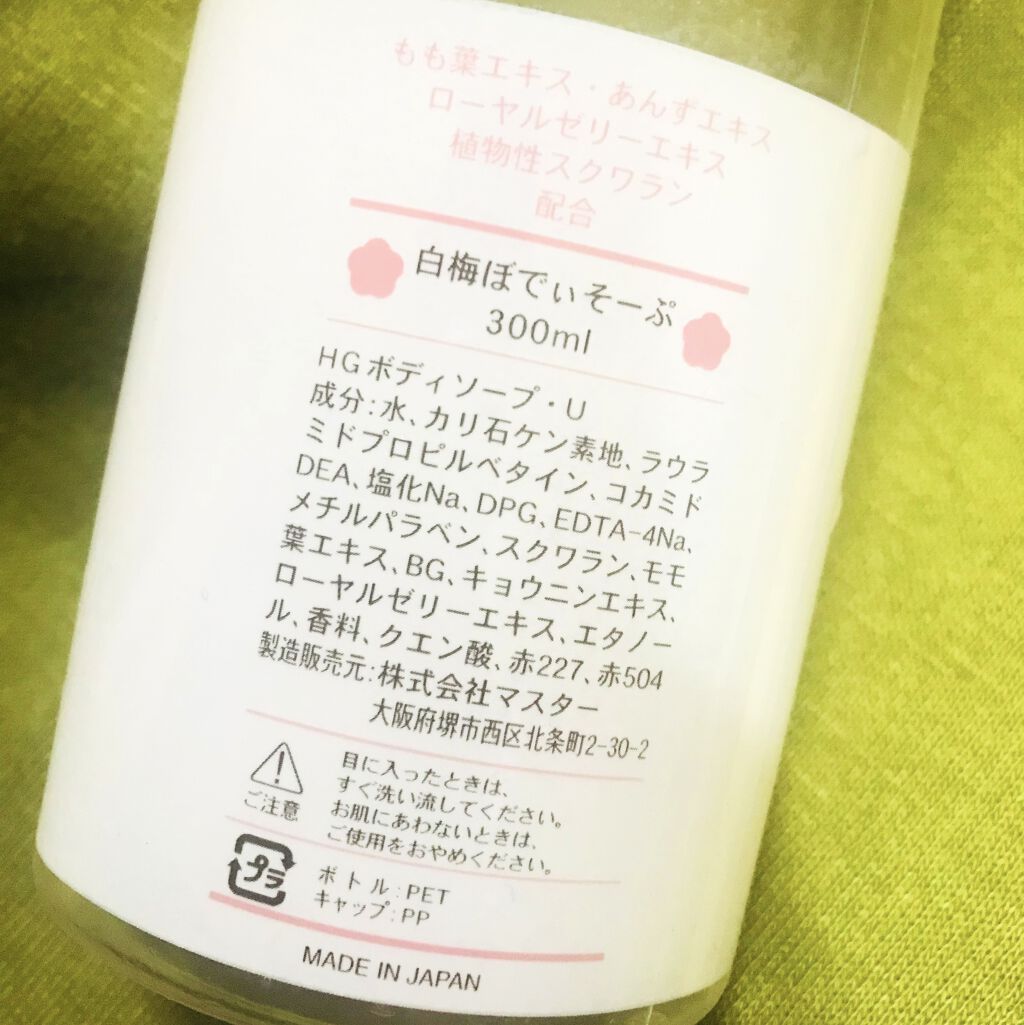 もも葉エキス・あんずエキス
ローヤルゼリーエキス
植物性スクワラン
配合
白梅ぼでぃそーぷ
300ml
HGボディソープ・U
成分:水、カリ石ケン素地、ラウラ
ミドプロピルベタイン、コカミド
DEA、塩化Na、DPG、EDTA-4Na、
メチルパラベン、スクワラン、モモ
葉エキス、BG、キョウニンエキス、
ローヤルゼリーエキス、エタノー
ル、香料、クエン酸、赤227、赤504
製造販売元:株式会社マスター
大阪府堺市西区北条町2-30-2
ご注意
目に入ったときは、
すぐ洗い流してください。
お肌にあわないときは、
ご使用をおやめください。
プラ
ボトル:PET
キャップ:PP
MADE IN JAPAN